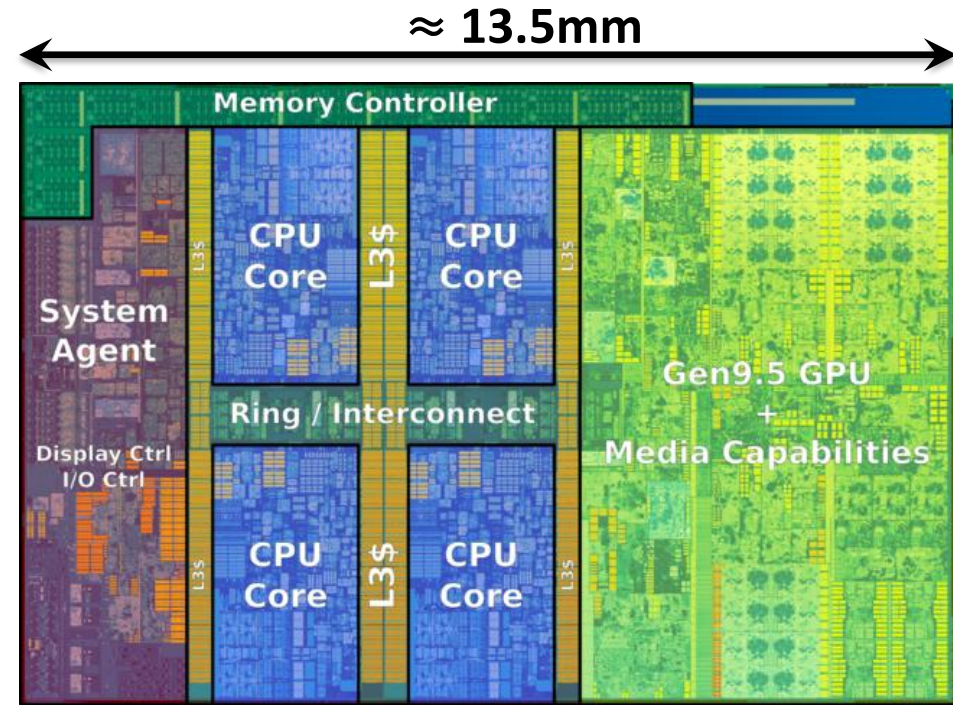 ≈ 13.5mm
Memory Controller
CPU
Core
CPU
Core
L3$
L3$
L3$
System
Agent
Display Ctrl
I/O Ctrl
Ring / Interconnect
Gen9.5 GPU
+
Media Capabilities
CPU
Core
CPU
Core
L3$
L3$
L3$